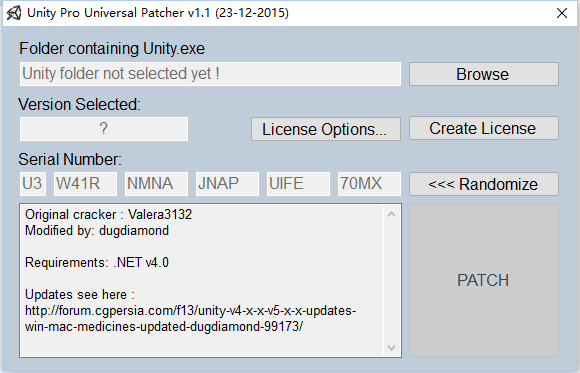 Unity Pro Universal Patcher v1.1 (23-12-2015)
Folder containing Unity.exe
Unity folder not selected yet ! Browse
Version Selected:
? License Options... Create License
Serial Number:
U3 W41R NMNA JNAP UIFE 70MX <<< Randomize
Original cracker : Valera3132
Modified by: dugdiamond
Requirements: .NET v4.0
Updates see here :
http://forum.cgpersia.com/f13/unity-v4-x-x-v5-x-x-updates-
win-mac-medicines-updated-dugdiamond-99173/
PATCH